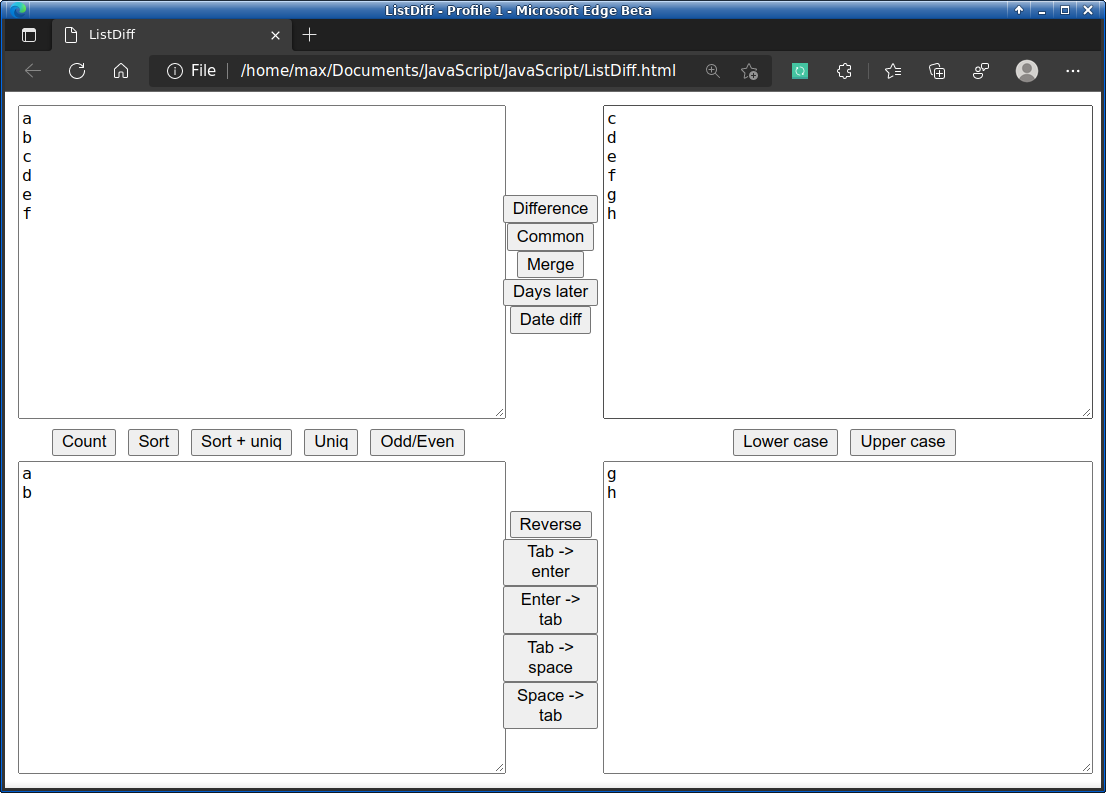 ListDiff - Profile 1 - Microsoft Edge Beta
ListDiff
File
/home/max/Documents/JavaScript/JavaScript/ListDiff.html
a
b
c
d
e
f
Difference
Common
Merge
Days later
Date diff
c
d
e
f
g
h
Count
Sort
Sort + uniq
Uniq
Odd/Even
Lower case
Upper case
a
b
Reverse
Tab ->
enter
Enter ->
tab
Tab ->
space
Space ->
tab
g
h